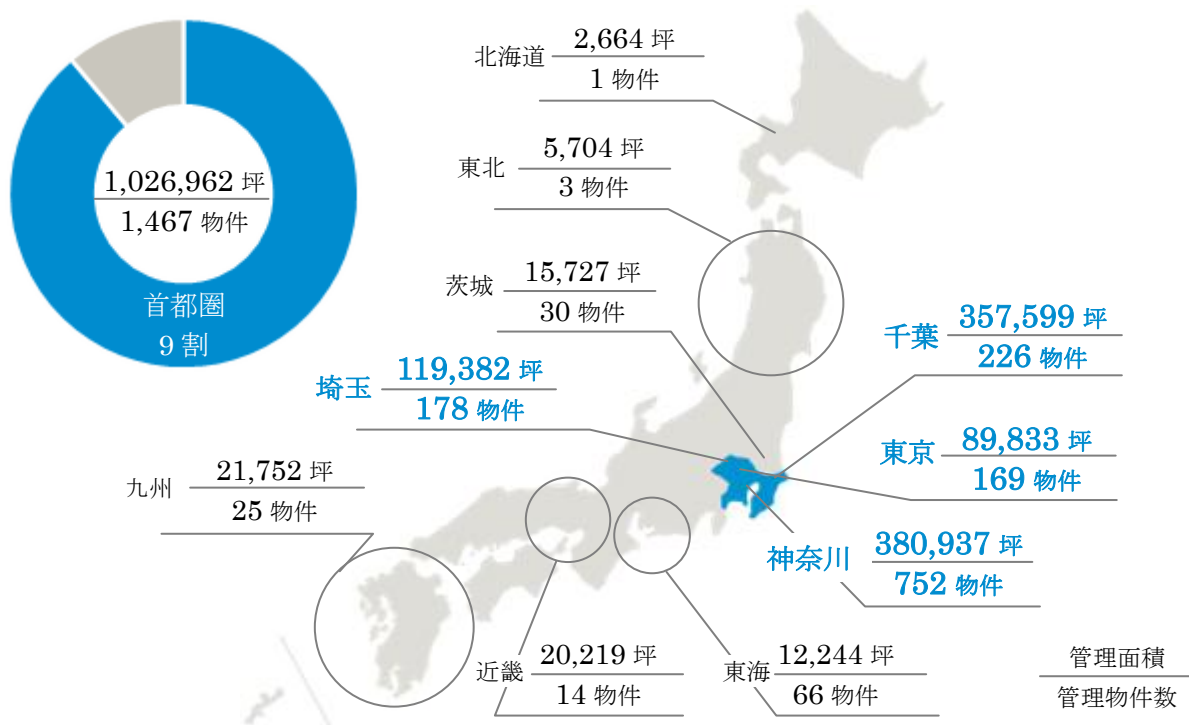 1,026,962 坪
1,467 物件
首都圏
9 割
北海道
2,664 坪
1 物件
東北
5,704 坪
3 物件
茨城
15,727 坪
30 物件
千葉
357,599 坪
226 物件
埼玉
119,382 坪
178 物件
東京
89,833 坪
169 物件
九州
21,752 坪
25 物件
神奈川
380,937 坪
752 物件
近畿
20,219 坪
14 物件
東海
12,244 坪
66 物件
管理面積
管理物件数